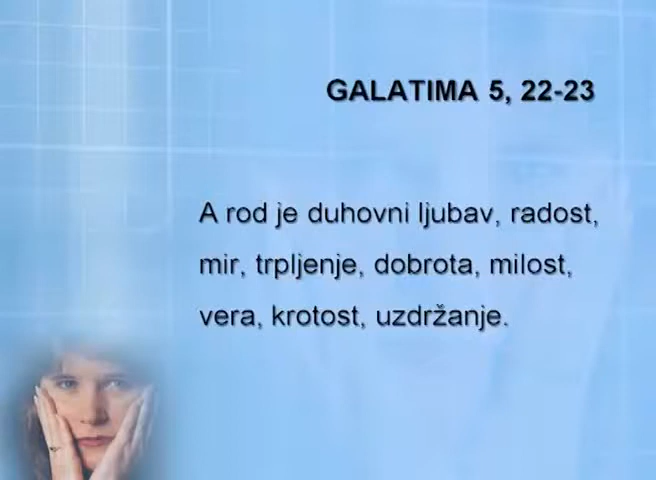 GALATIMA 5, 22-23
A rod je duhovni ljubav, radost,
mir, trpljenje, dobrota, milost,
vera, krotost, uzdržanje.